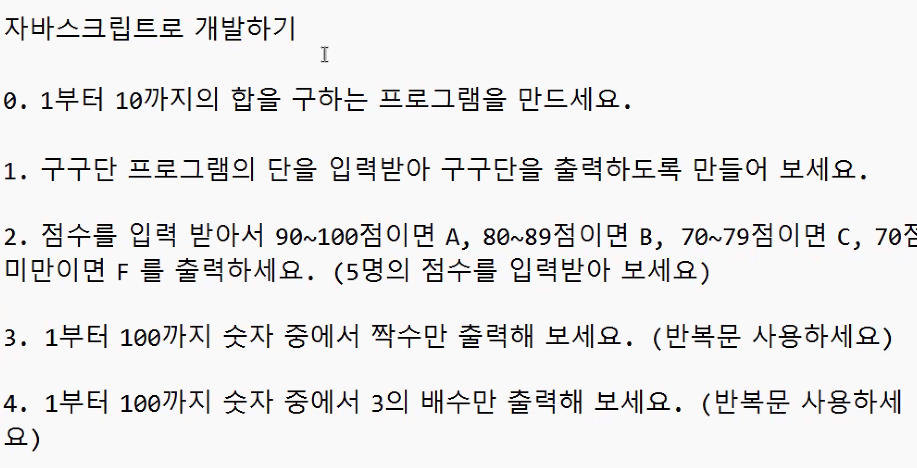 자바스크립트로 개발하기
0. 1부터 10까지의 합을 구하는 프로그램을 만드세요.
1. 구구단 프로그램의 단을 입력받아 구구단을 출력하도록 만들어 보세요.
2. 점수를 입력 받아서 90~100점이면 A, 80~89점이면 B, 70~79점이면 C, 70점
미만이면 F 를 출력하세요. (5명의 점수를 입력받아 보세요)
3. 1부터 100까지 숫자 중에서 짝수만 출력해 보세요. (반복문 사용하세요)
4. 1부터 100까지 숫자 중에서 3의 배수만 출력해 보세요. (반복문 사용하세
요)